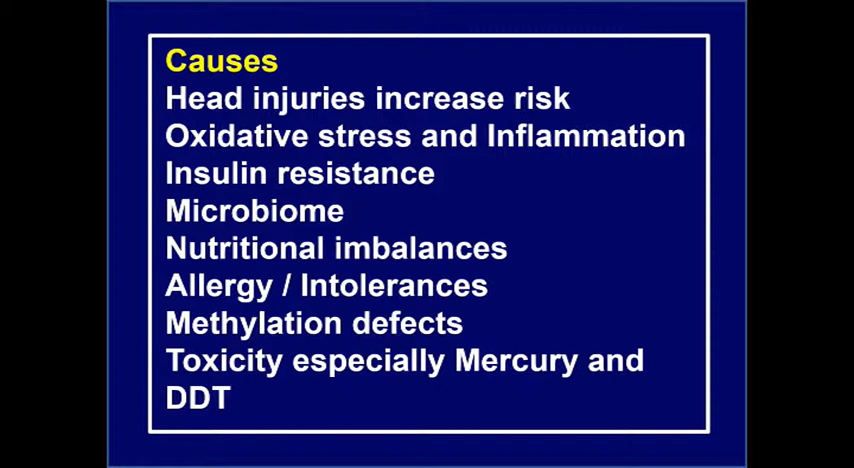 Causes
Head injuries increase risk
Oxidative stress and Inflammation
Insulin resistance
Microbiome
Nutritional imbalances
Allergy / Intolerances
Methylation defects
Toxicity especially Mercury and
DDT